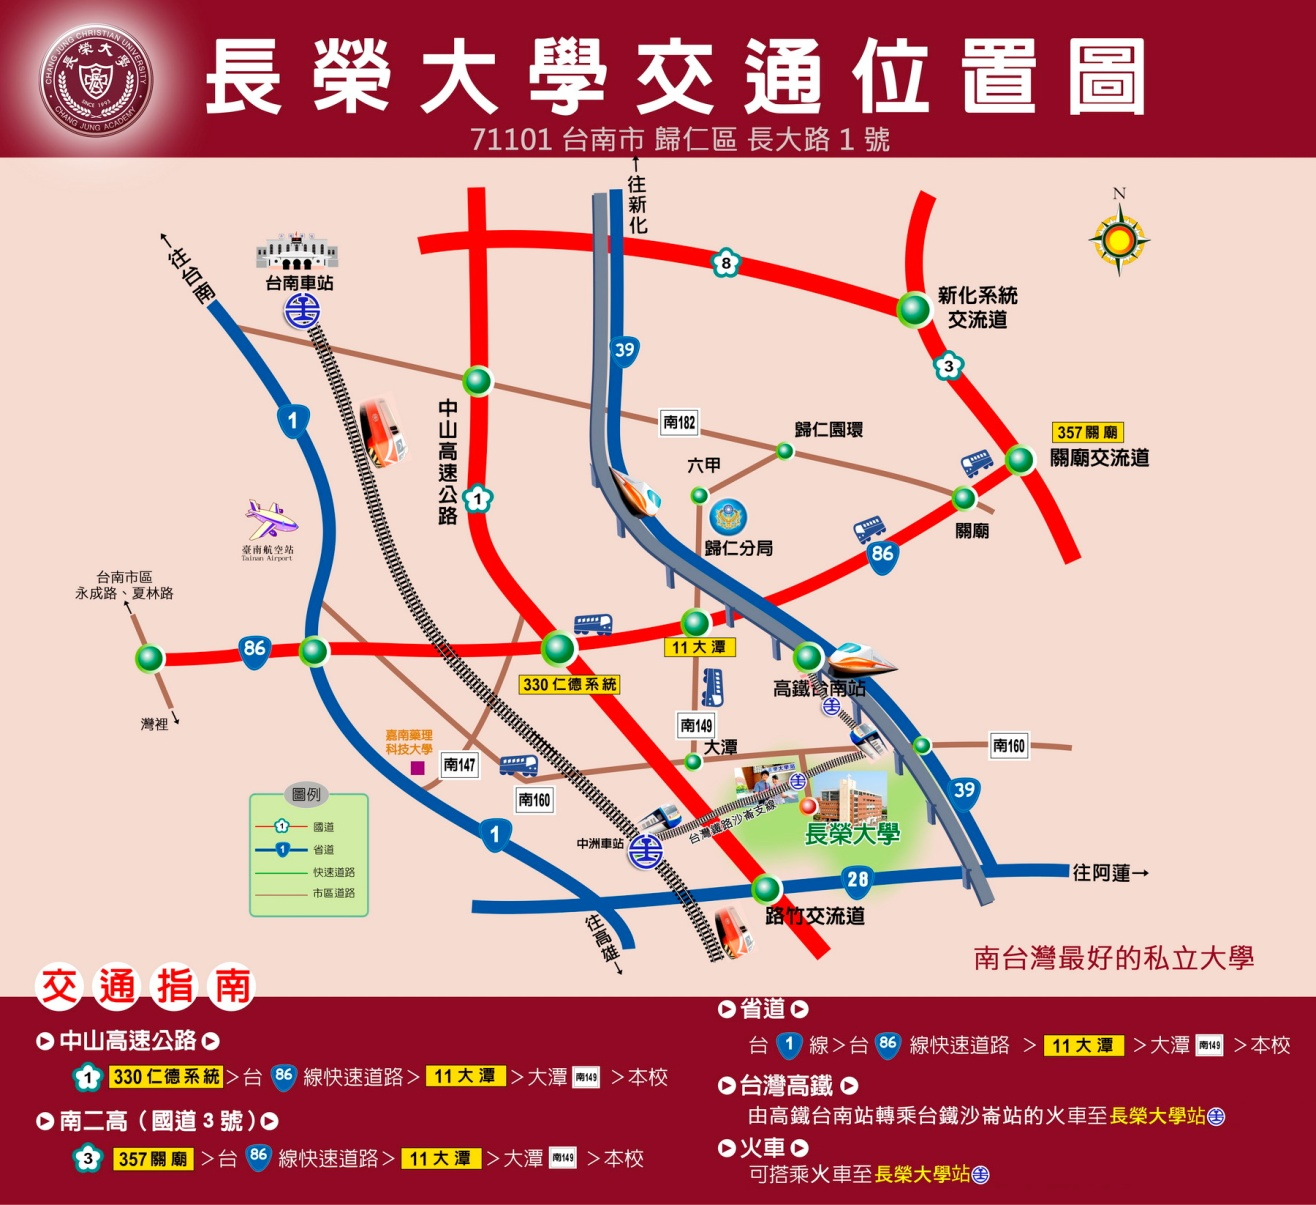 長榮大學交通位置圖
71101 台南市 歸仁區 長大路 1 號
CHANG JUNG CHRISTIAN UNIVERSITY
長榮大學
SINCE 1993
CHANG JUNG ACADEMY
往新化
N
往台南
台南車站
8
新化系統
交流道
39
3
1
中山高速公路
南182
歸仁園環
357 關廟
關廟交流道
六甲
1
歸仁分局
關廟
86
臺南航空站
Tainan Airport
台南市區
永成路、夏林路
86
11 大潭
330 仁德系統
高鐵台南站
灣裡
南149
大潭
嘉南藥理
科技大學
南147
南160
南160
39
圖例
1 國道
1 省道
快速道路
市區道路
1
中洲車站
台灣鐵路沙崙支線
長榮大學
28
往阿蓮→
路竹交流道
往高雄
南台灣最好的私立大學
交通指南
中山高速公路
1 330 仁德系統>台 86 線快速道路> 11 大潭 >大潭 南149 >本校
南二高（國道 3 號）
3 357 關廟 >台 86 線快速道路> 11 大潭 >大潭 南149 >本校
省道
台 1 線>台 86 線快速道路 > 11 大潭 >大潭 南149 >本校
台灣高鐵
由高鐵台南站轉乘台鐵沙崙站的火車至長榮大學站
火車
可搭乘火車至長榮大學站